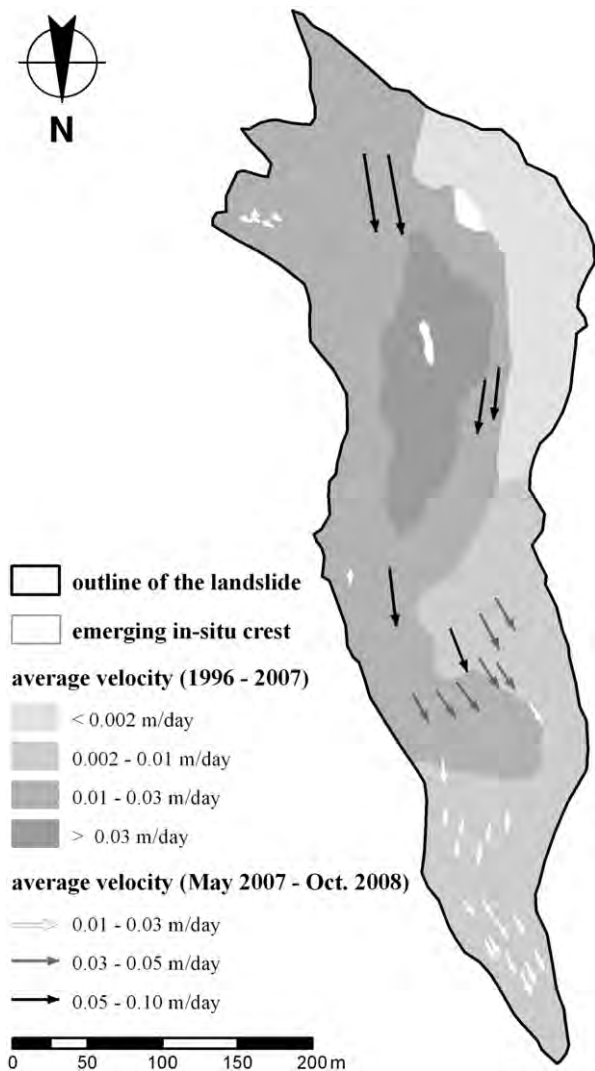 N
outline of the landslide
emerging in-situ crest
average velocity (1996 - 2007)
< 0.002 m/day
0.002 - 0.01 m/day
0.01 - 0.03 m/day
> 0.03 m/day
average velocity (May 2007 - Oct. 2008)
0.01 - 0.03 m/day
0.03 - 0.05 m/day
0.05 - 0.10 m/day
0 50 100 150 200 m